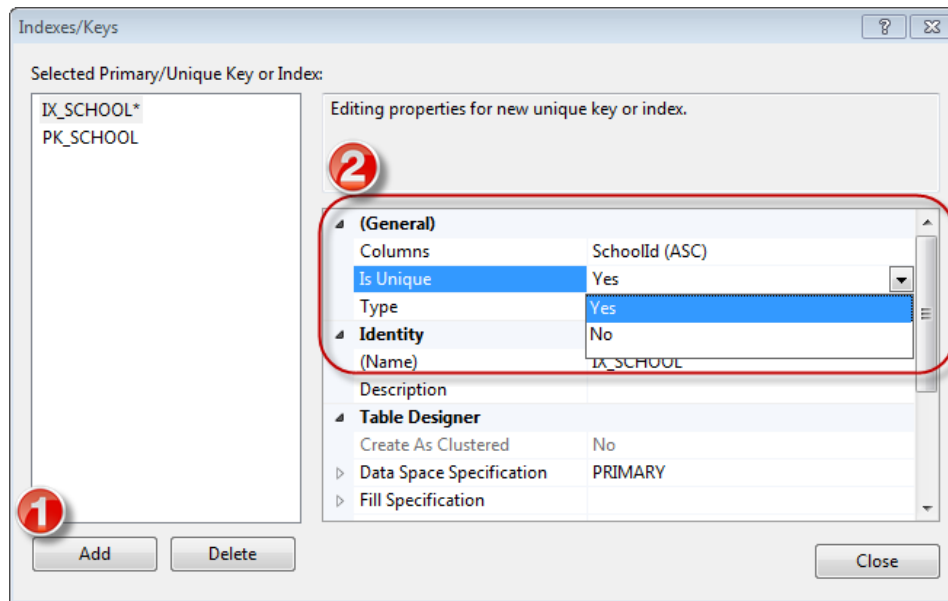 Indexes/Keys
Selected Primary/Unique Key or Index:
IX_SCHOOL*
PK_SCHOOL
Editing properties for new unique key or index.
2
(General)
Columns SchoolId (ASC)
Is Unique Yes
Type Yes
No
Identity
(Name) IX_SCHOOL
Description
Table Designer
Create As Clustered No
Data Space Specification PRIMARY
Fill Specification
1
Add Delete
Close